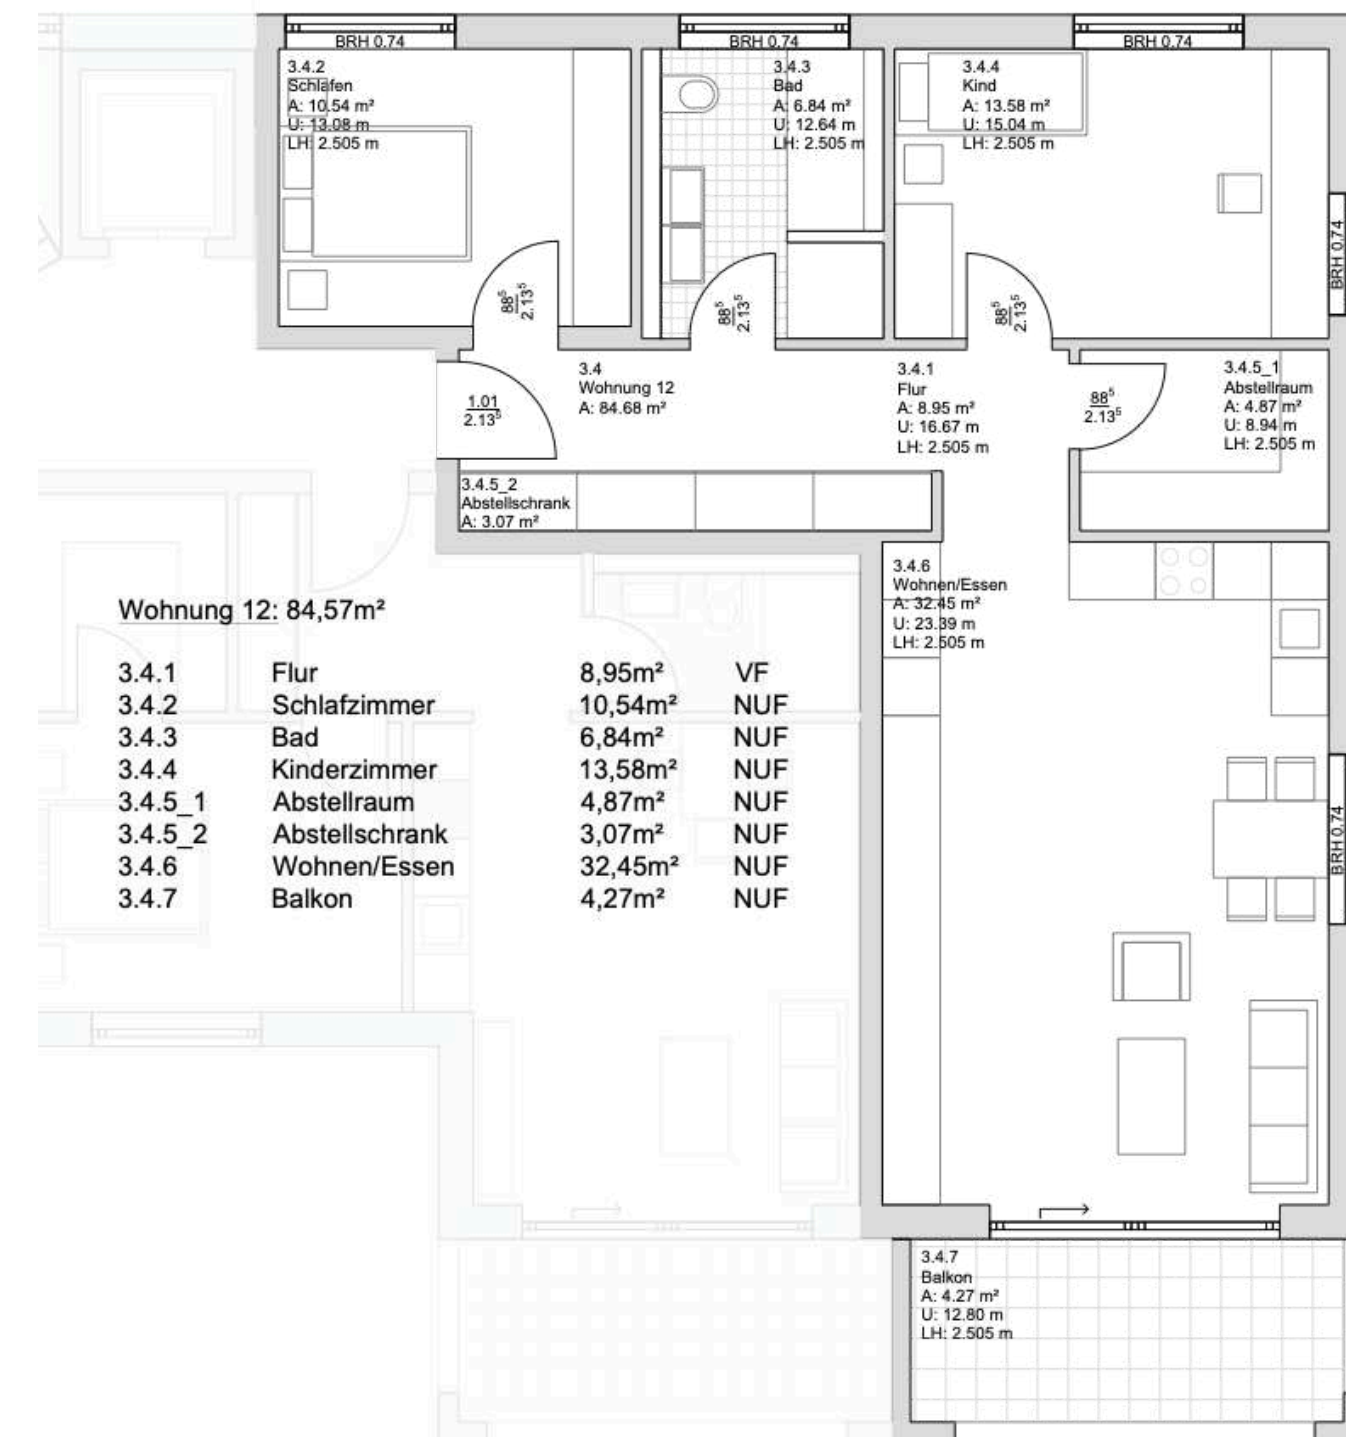 BRH 0.74
BRH 0.74
BRH 0.74
3.4.2
Schlafen
A: 10.54 m²
U: 13.08 m
LH: 2.505 m
3.4.3
Bad
A: 6.84 m²
U: 12.64 m
LH: 2.505 m
3.4.4
Kind
A: 13.58 m²
U: 15.04 m
LH: 2.505 m
BRH 0.74
88⁵
2.13⁵
88⁵
2.13⁵
88⁵
2.13⁵
3.4
Wohnung 12
A: 84.68 m²
3.4.1
Flur
A: 8.95 m²
U: 16.67 m
LH: 2.505 m
3.4.5_1
Abstellraum
A: 4.87 m²
U: 8.94 m
LH: 2.505 m
1.01
2.13⁵
88⁵
2.13⁵
3.4.5_2
Abstellschrank
A: 3.07 m²
3.4.6
Wohnen/Essen
A: 32.45 m²
U: 23.39 m
LH: 2.505 m
Wohnung 12: 84,57m²
3.4.1 Flur 8,95m² VF
3.4.2 Schlafzimmer 10,54m² NUF
3.4.3 Bad 6,84m² NUF
3.4.4 Kinderzimmer 13,58m² NUF
3.4.5_1 Abstellraum 4,87m² NUF
3.4.5_2 Abstellschrank 3,07m² NUF
3.4.6 Wohnen/Essen 32,45m² NUF
3.4.7 Balkon 4,27m² NUF
BRH 0.74
3.4.7
Balkon
A: 4.27 m²
U: 12.80 m
LH: 2.505 m